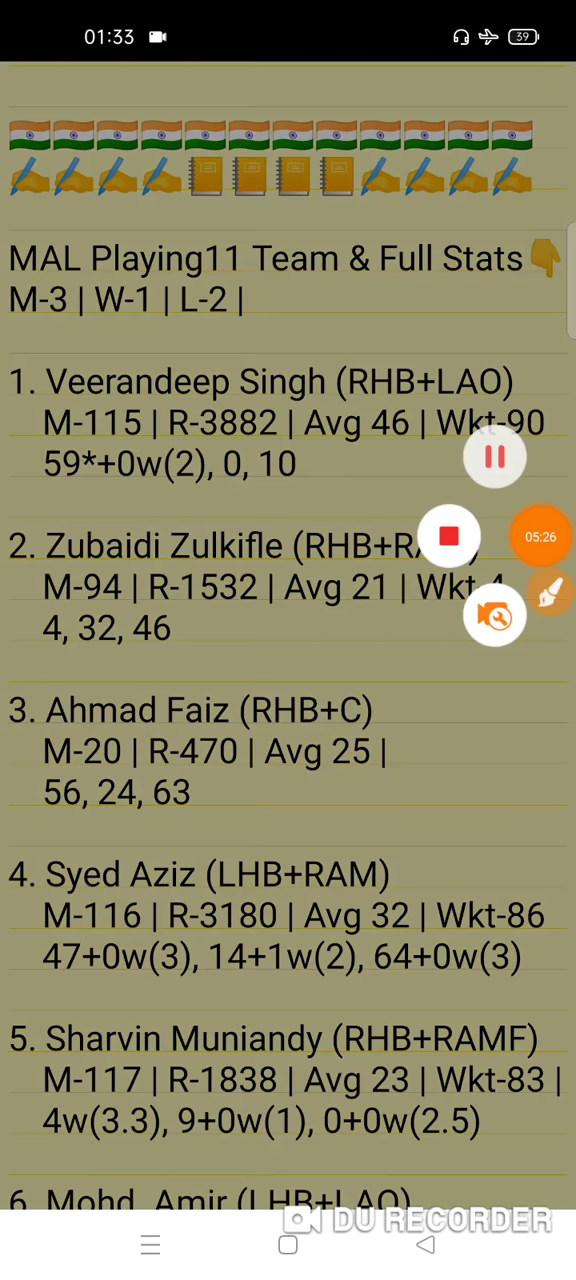 01:33
39
MAL Playing11 Team & Full Stats
M-3 | W-1 | L-2 |
1. Veerandeep Singh (RHB+LAO)
M-115 | R-3882 | Avg 46 | Wkt-90
59*+0w(2), 0, 10
2. Zubaidi Zulkifle (RHB+
05:26
M-94 | R-1532 | Avg 21 | Wkt
4, 32, 46
3. Ahmad Faiz (RHB+C)
M-20 | R-470 | Avg 25 |
56, 24, 63
4. Syed Aziz (LHB+RAM)
M-116 | R-3180 | Avg 32 | Wkt-86
47+0w(3), 14+1w(2), 64+0w(3)
5. Sharvin Muniandy (RHB+RAMF)
M-117 | R-1838 | Avg 23 | Wkt-83 |
4w(3.3), 9+0w(1), 0+0w(2.5)
6. Mohd. Amir (LHB+LAO)
DU RECORDER